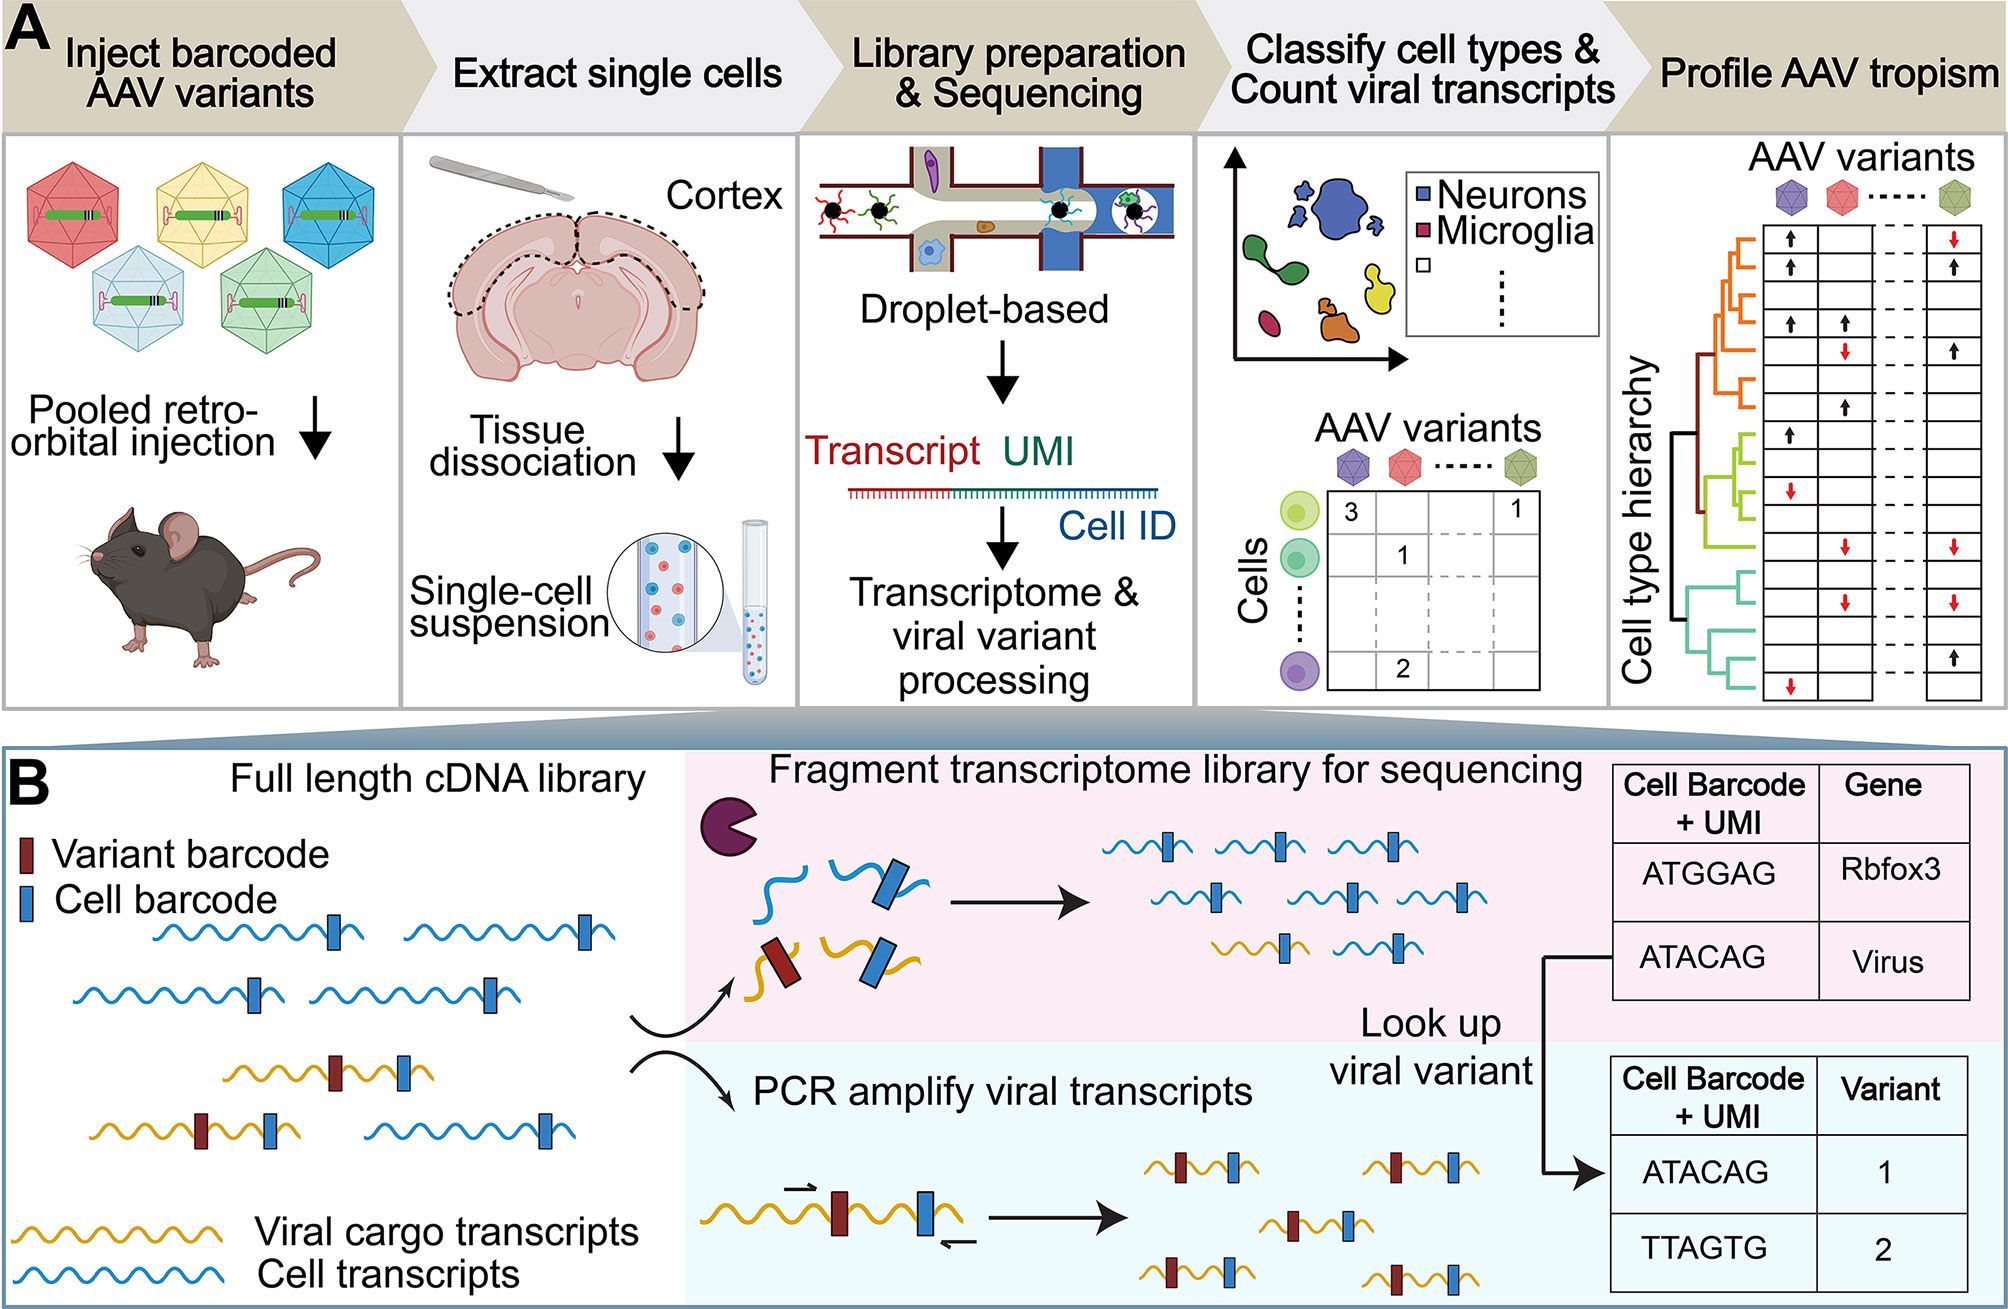 A
Inject barcoded
AAV variants
Extract single cells
Library preparation
& Sequencing
Classify cell types &
Count viral transcripts
Profile AAV tropism
Pooled retro-
orbital injection
Cortex
Tissue
dissociation
Single-cell
suspension
Droplet-based
Transcript UMI
Cell ID
Transcriptome &
viral variant
processing
Neurons
Microglia
AAV variants
Cells
3 1
1
2
AAV variants
Cell type hierarchy
B
Full length cDNA library
Variant barcode
Cell barcode
Viral cargo transcripts
Cell transcripts
Fragment transcriptome library for sequencing
Cell Barcode
+ UMI
Gene
ATGGAG Rbfox3
ATACAG Virus
Look up
viral variant
PCR amplify viral transcripts
Cell Barcode
+ UMI
Variant
ATACAG 1
TTAGTG 2